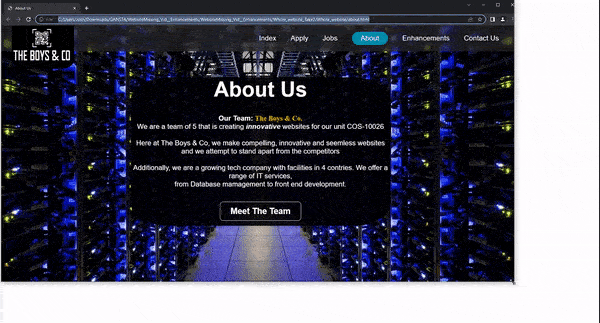 About Us
THE BOYS & CO
Index Apply Jobs About Enhancements Contact Us
About Us
Our Team: The Boys & Co.
We are a team of 5 that is creating innovative websites for our unit COS-10026
Here at The Boys & Co, we make compelling, innovative and seemless websites
and we attempt to stand apart from the competitors
Additionally, we are a growing tech company with facilities in 4 contries. We offer a
range of IT services,
from Database mamagement to front end development.
Meet The Team